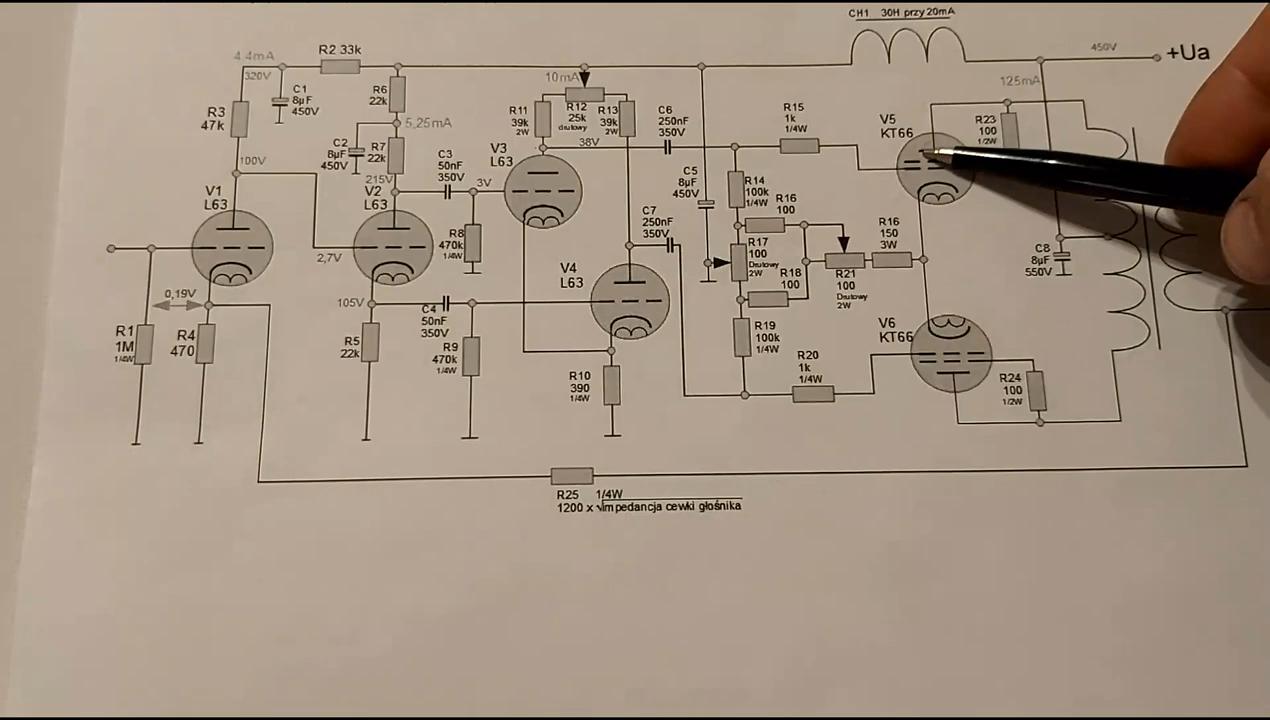 CH1 30H przy 20mA
450V
+Ua
125mA
4,4mA
320V
R2 33k
C1
8µF
450V
R3
47k
100V
V1
L63
0,19V
R1
1M
1/4W
R4
470
R6
22k
5,25mA
C2
8µF
450V
R7
22k
215V
V2
L63
2,7V
105V
R5
22k
C3
50nF
350V
3V
R8
470k
1/4W
C4
50nF
350V
R9
470k
1/4W
10mA
R11
39k
2W
R12
25k
drutowy
R13
39k
2W
38V
V3
L63
V4
L63
R10
390
1/4W
C6
250nF
350V
C7
250nF
350V
C5
8µF
450V
R14
100k
1/4W
R15
1k
1/4W
R16
100
R17
100
Drutowy
2W
R18
100
R19
100k
1/4W
R20
1k
1/4W
R21
100
Drutowy
2W
R16
150
3W
V5
KT66
R23
100
1/2W
V6
KT66
R24
100
1/2W
C8
8µF
550V
R25 1/4W
1200 x √impedancja cewki głośnika